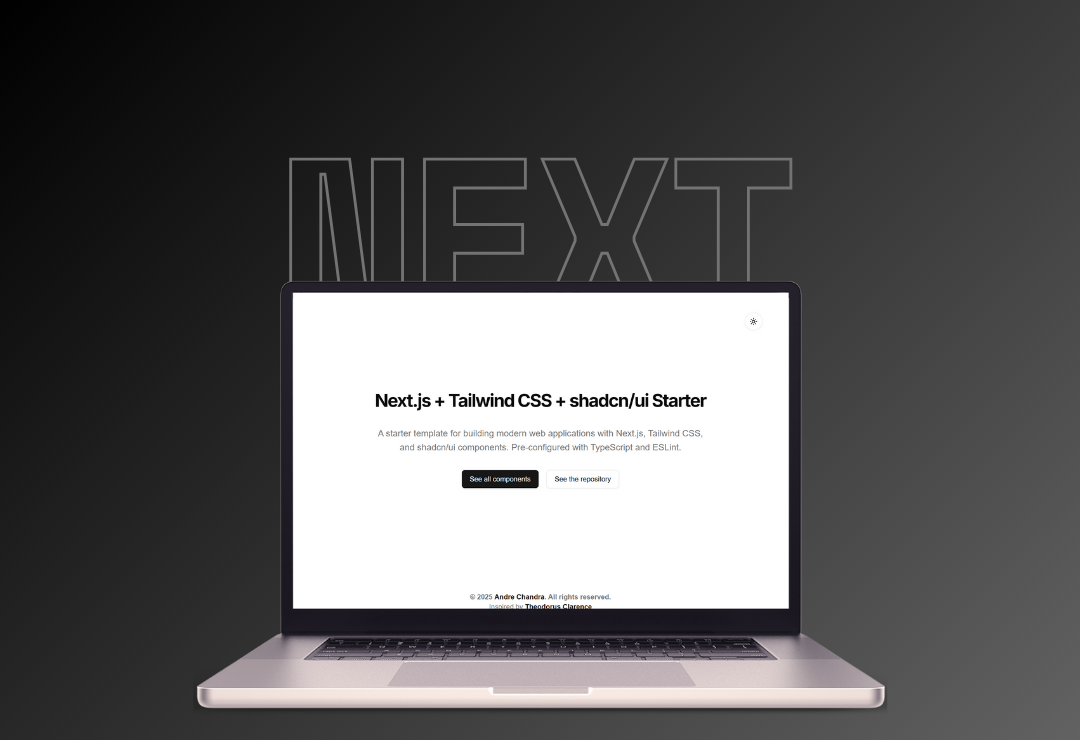 NEXT
Next.js + Tailwind CSS + shadcn/ui Starter
A starter template for building modern web applications with Next.js, Tailwind CSS,
and shadcn/ui components. Pre-configured with TypeScript and ESLint.
See all components See the repository
© 2025 Andre Chandra. All rights reserved.
Inspired by Theodorus Clarence